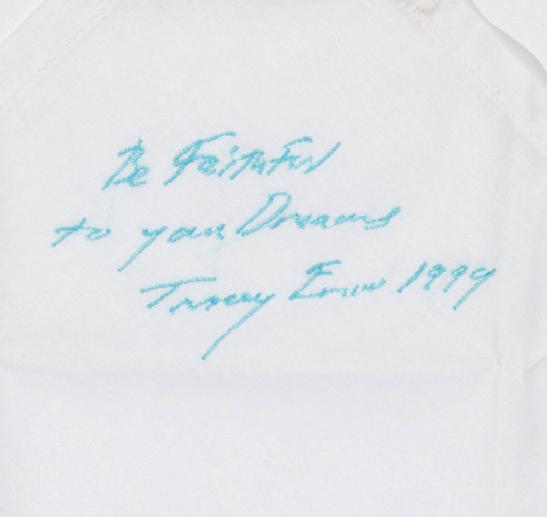 Be Faithful
to your Dreams
Tracey Emin 1999